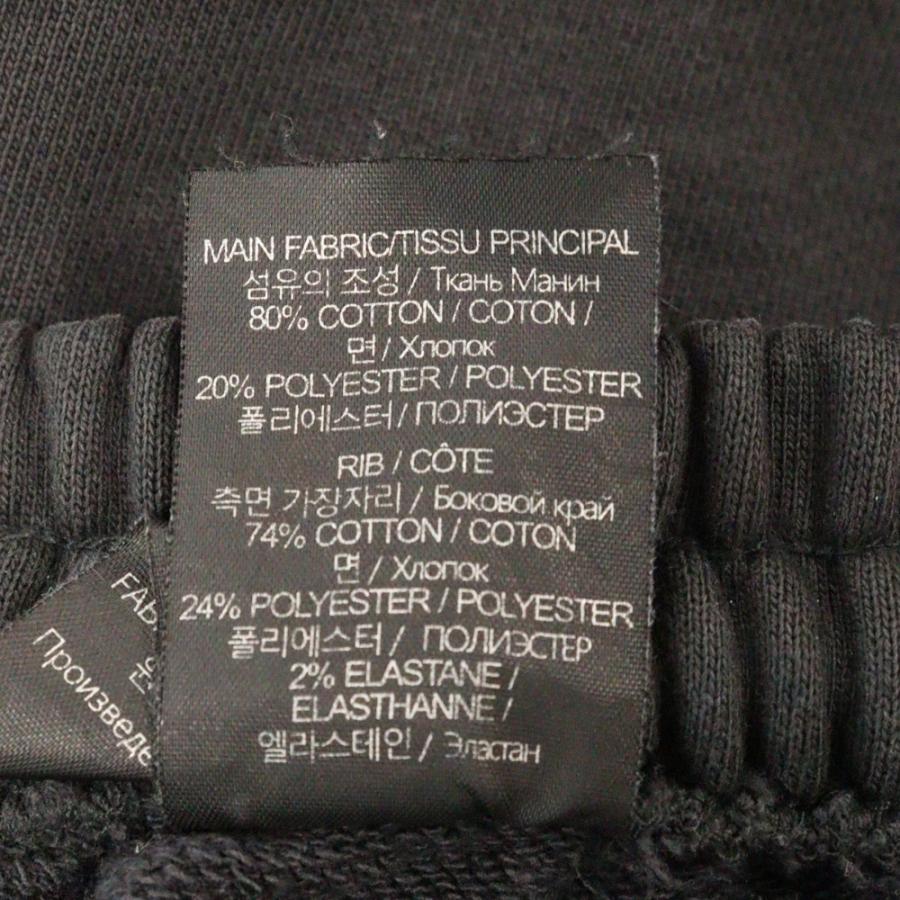 MAIN FABRIC/TISSU PRINCIPAL
섬유의 조성 / Ткань Манин
80% COTTON / COTON /
면 / Хлопок
20% POLYESTER / POLYESTER
폴리에스터 / ПОЛИЭСТЕР
RIB / CÔTE
측면 가장자리 / Боковой край
74% COTTON / COTON
면 / Хлопок
24% POLYESTER / POLYESTER
폴리에스터 / ПОЛИЭСТЕР
2% ELASTANE /
ELASTHANNE /
엘라스테인 / Эластан
FAB
원
Произведе